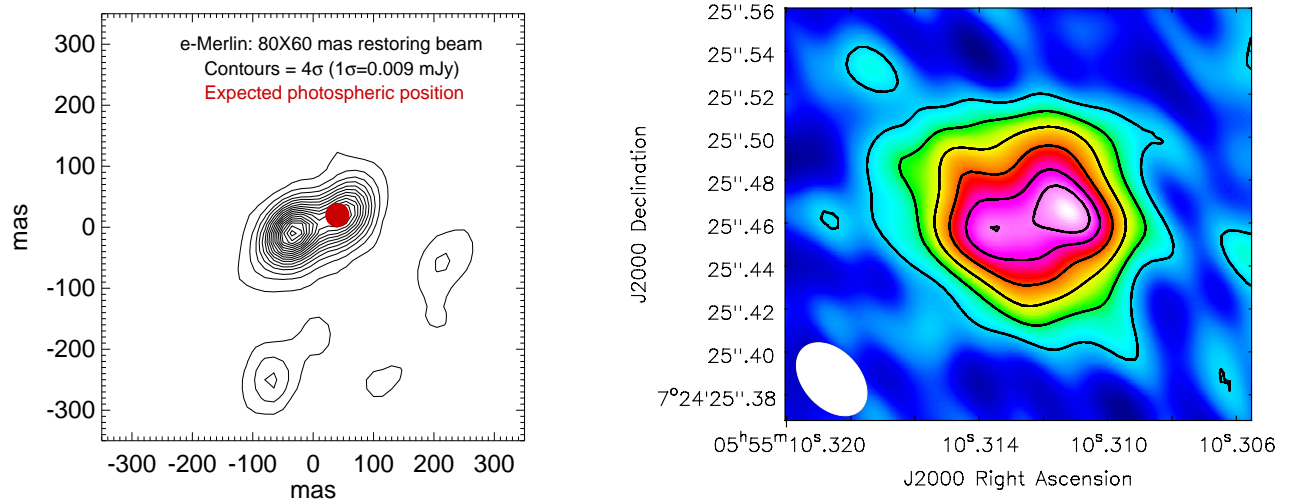 e-Merlin: 80X60 mas restoring beam
Contours = 4σ (1σ=0.009 mJy)
Expected photospheric position
300
200
100
0
-100
-200
-300
mas
-300 -200 -100 0 100 200 300
mas
25".56
25".54
25".52
25".50
25".48
25".46
25".44
25".42
25".40
7°24'25".38
J2000 Declination
05ʰ55ᵐ10ˢ.320 10ˢ.314 10ˢ.310 10ˢ.306
J2000 Right Ascension